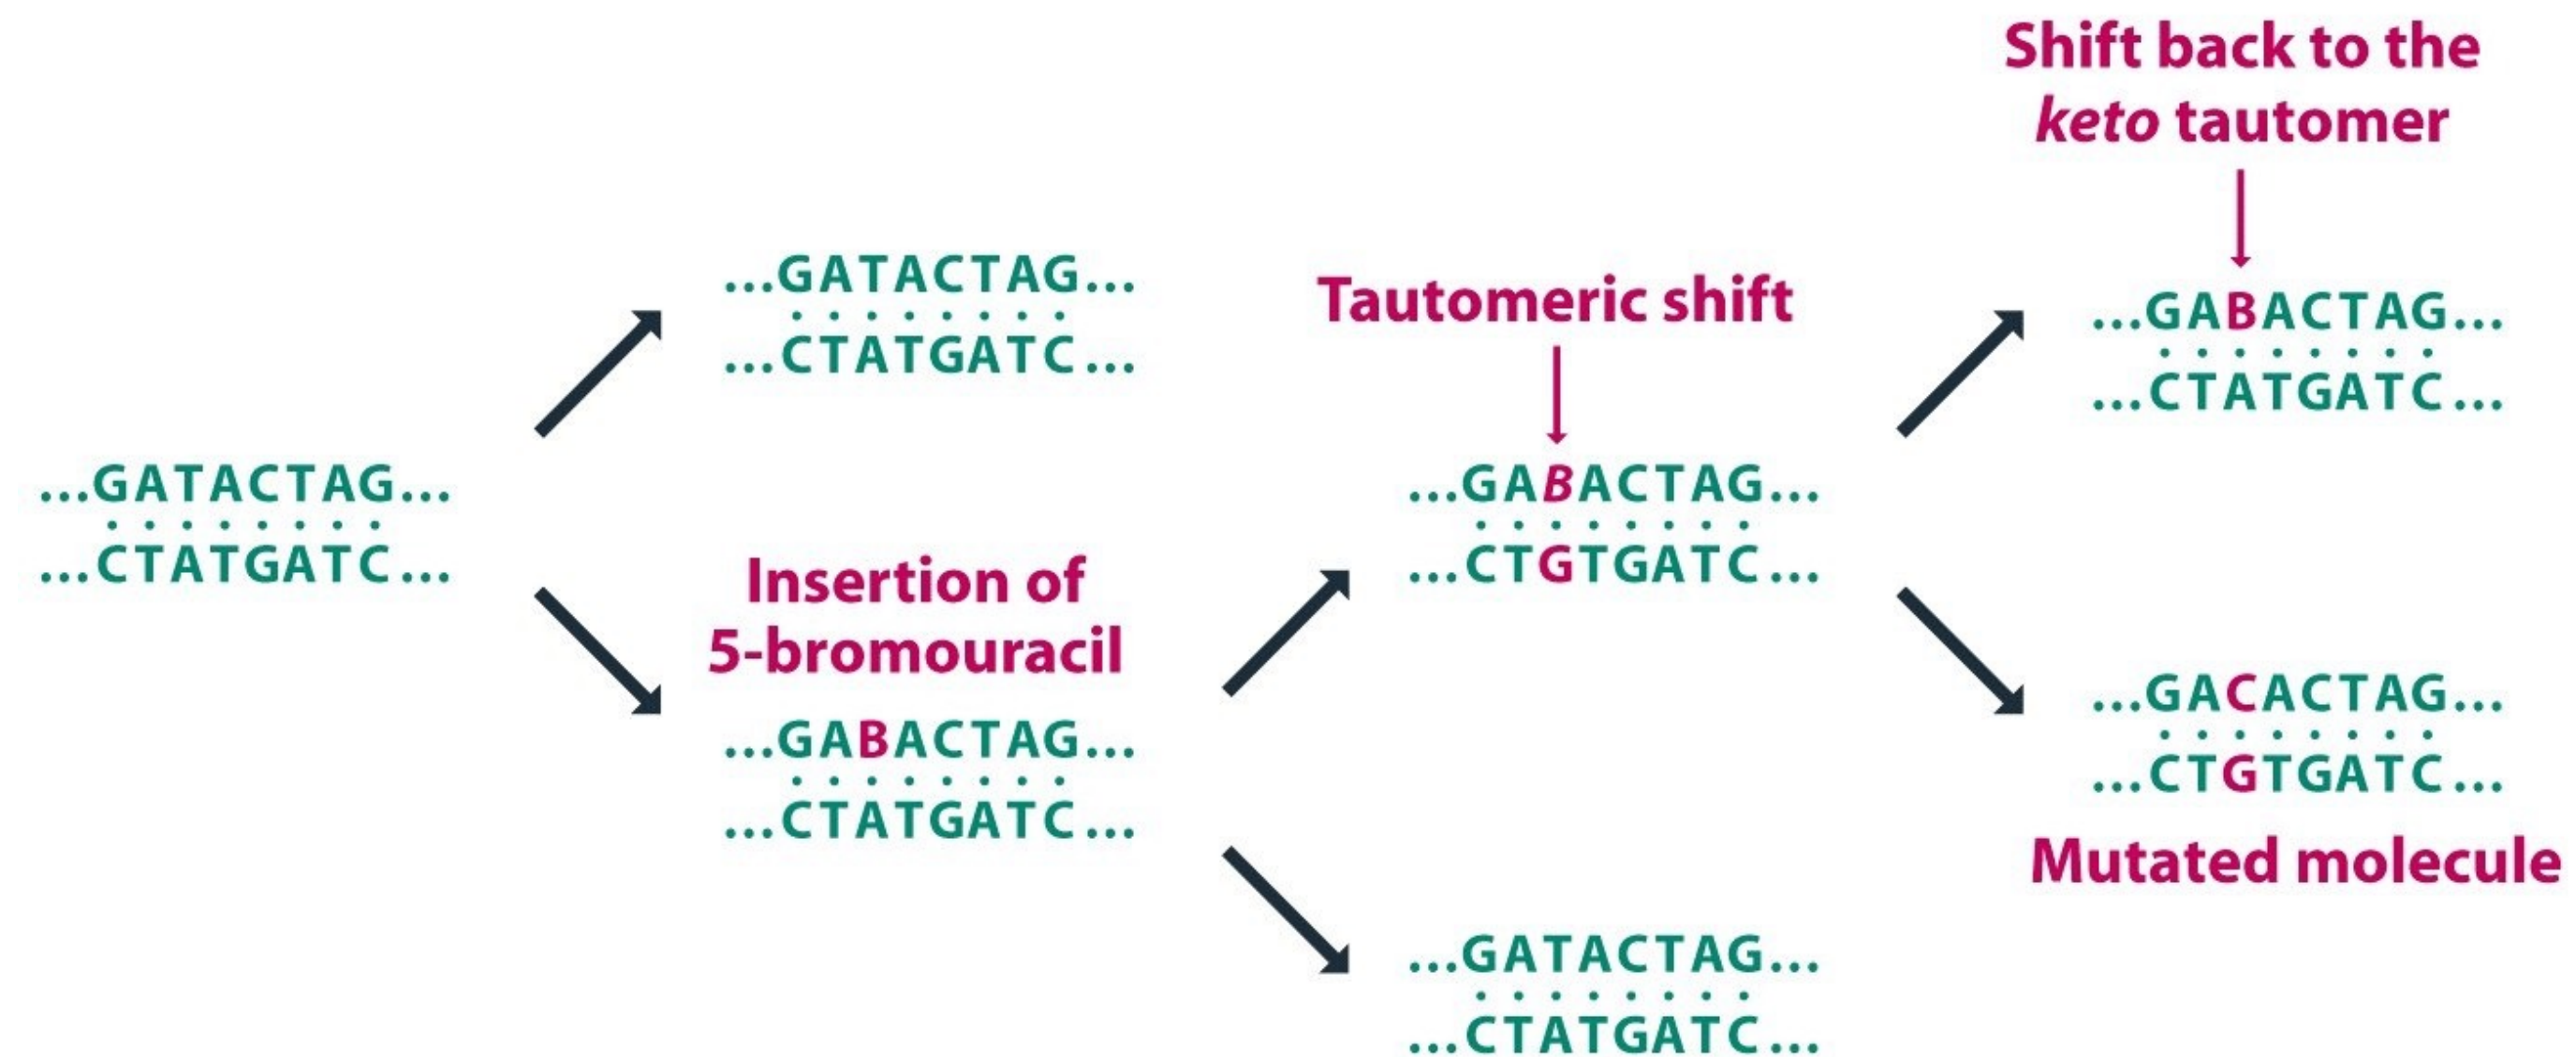 ...GATACTAG...
...CTATGATC...
...GATACTAG...
...CTATGATC...
Insertion of
5-bromouracil
...GABACTAG...
...CTATGATC...
Tautomeric shift
...GABACTAG...
...CTGTGATC...
...GATACTAG...
...CTATGATC...
Shift back to the
keto tautomer
...GABACTAG...
...CTATGATC...
...GACACTAG...
...CTGTGATC...
Mutated molecule